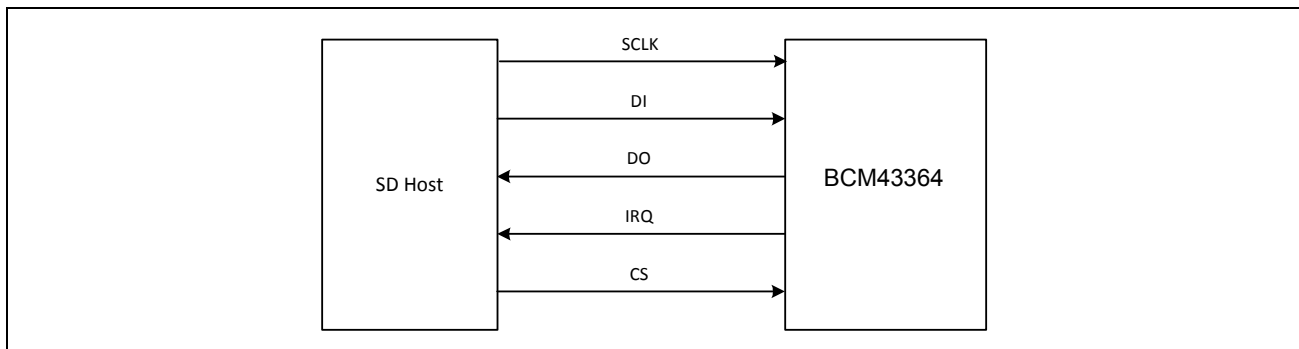 SCLK
DI
DO
SD Host
BCM43364
IRQ
CS